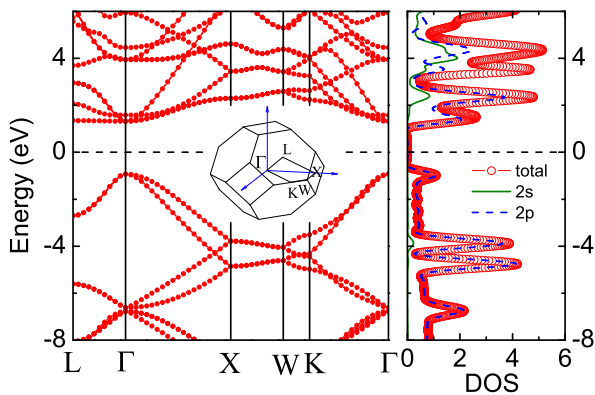 Energy (eV)
4
0
-4
-8
L Γ X W K Γ
L
Γ
X
K W
total
2s
2p
4
0
-4
-8
0 2 4 6
DOS